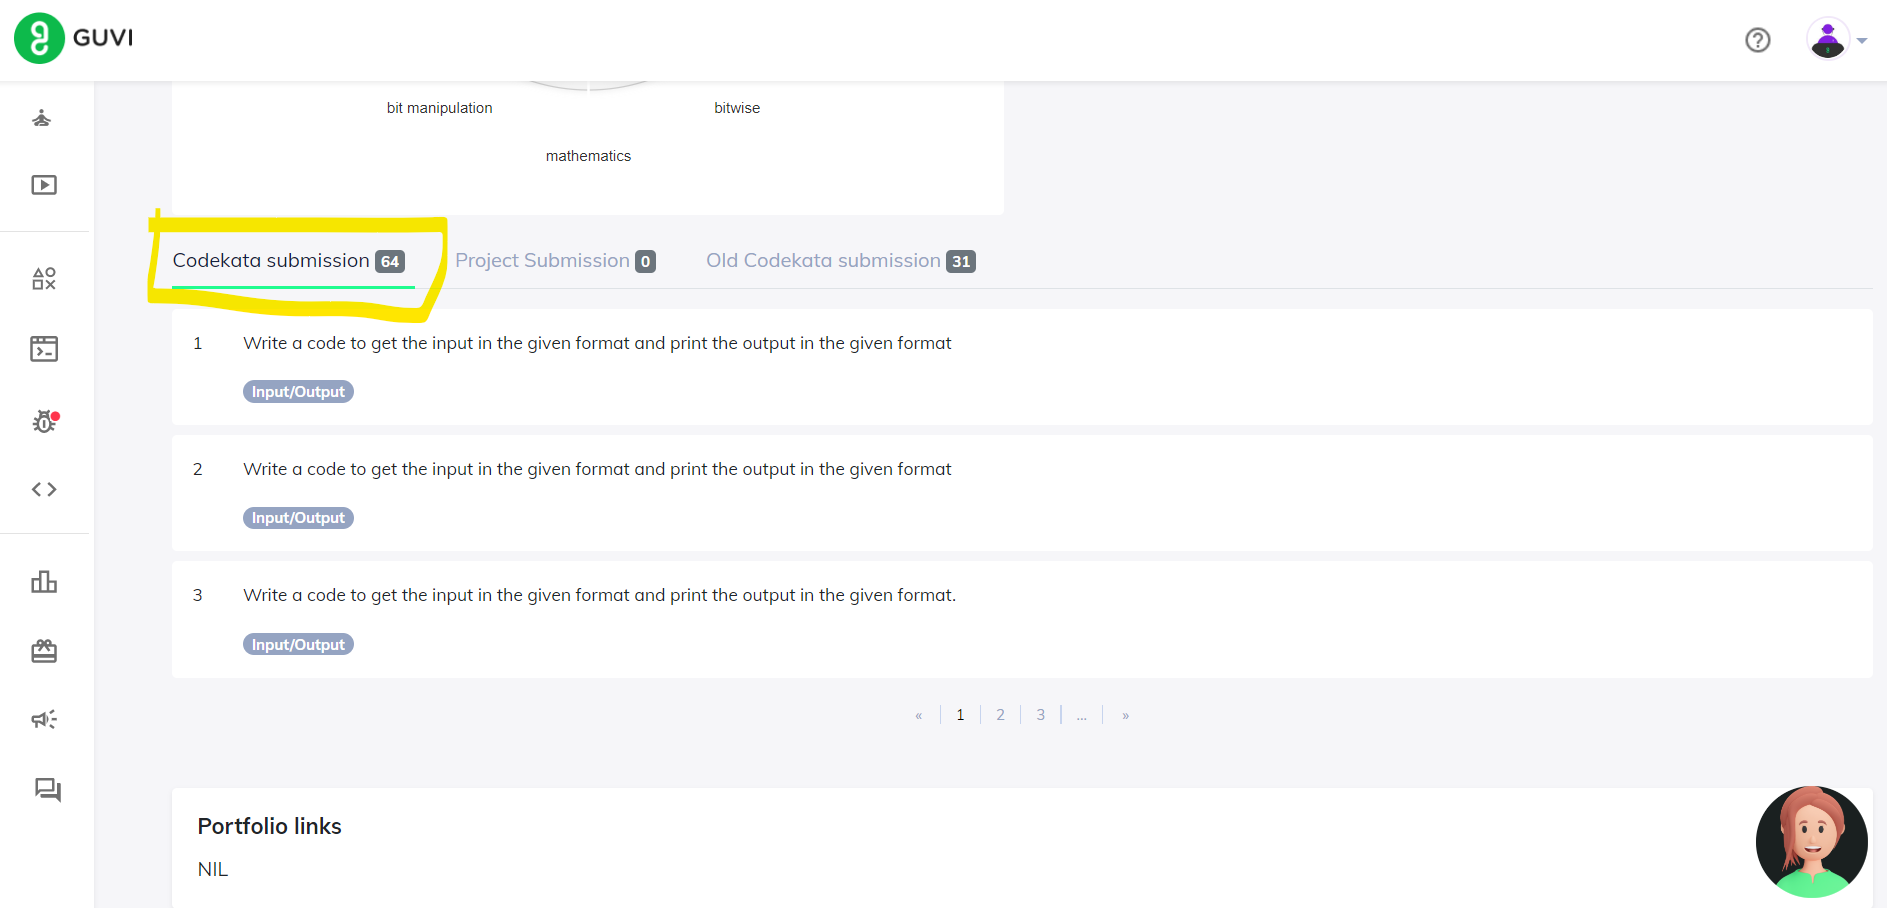 GUVI
bit manipulation
bitwise
mathematics
Codekata submission 64
Project Submission 0
Old Codekata submission 31
1 Write a code to get the input in the given format and print the output in the given format
Input/Output
2 Write a code to get the input in the given format and print the output in the given format
Input/Output
3 Write a code to get the input in the given format and print the output in the given format.
Input/Output
« 1 2 3 ... »
Portfolio links
NIL